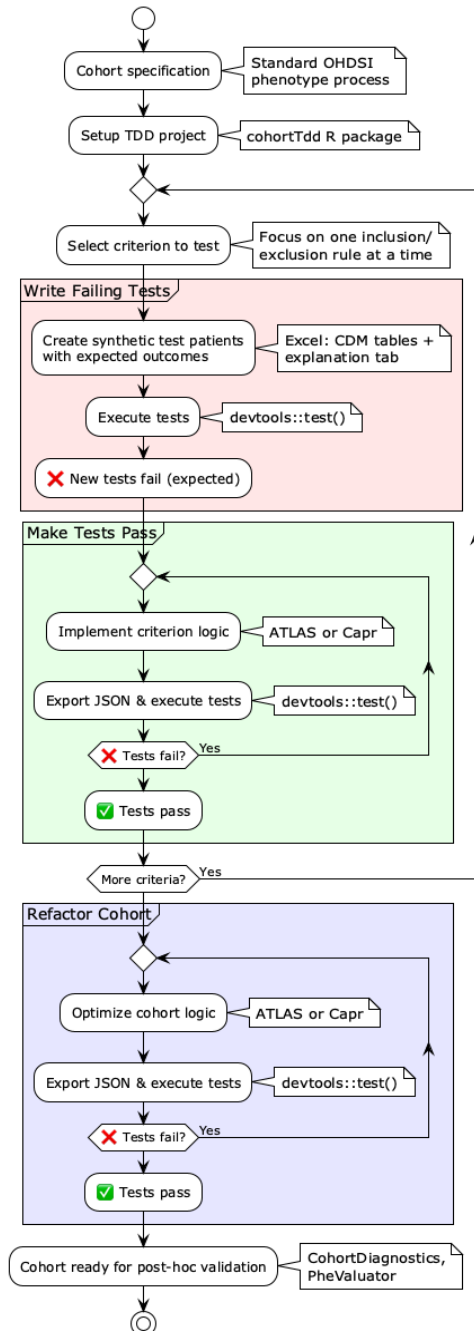 Cohort specification
Standard OHDSI
phenotype process
Setup TDD project
cohortTdd R package
Select criterion to test
Focus on one inclusion/
exclusion rule at a time
Write Failing Tests
Create synthetic test patients
with expected outcomes
Excel: CDM tables +
explanation tab
Execute tests
devtools::test()
❌ New tests fail (expected)
Make Tests Pass
Implement criterion logic
ATLAS or Capr
Export JSON & execute tests
devtools::test()
❌ Tests fail?
Yes
✅ Tests pass
More criteria?
Yes
Refactor Cohort
Optimize cohort logic
ATLAS or Capr
Export JSON & execute tests
devtools::test()
❌ Tests fail?
Yes
✅ Tests pass
Cohort ready for post-hoc validation
CohortDiagnostics,
PheValuator